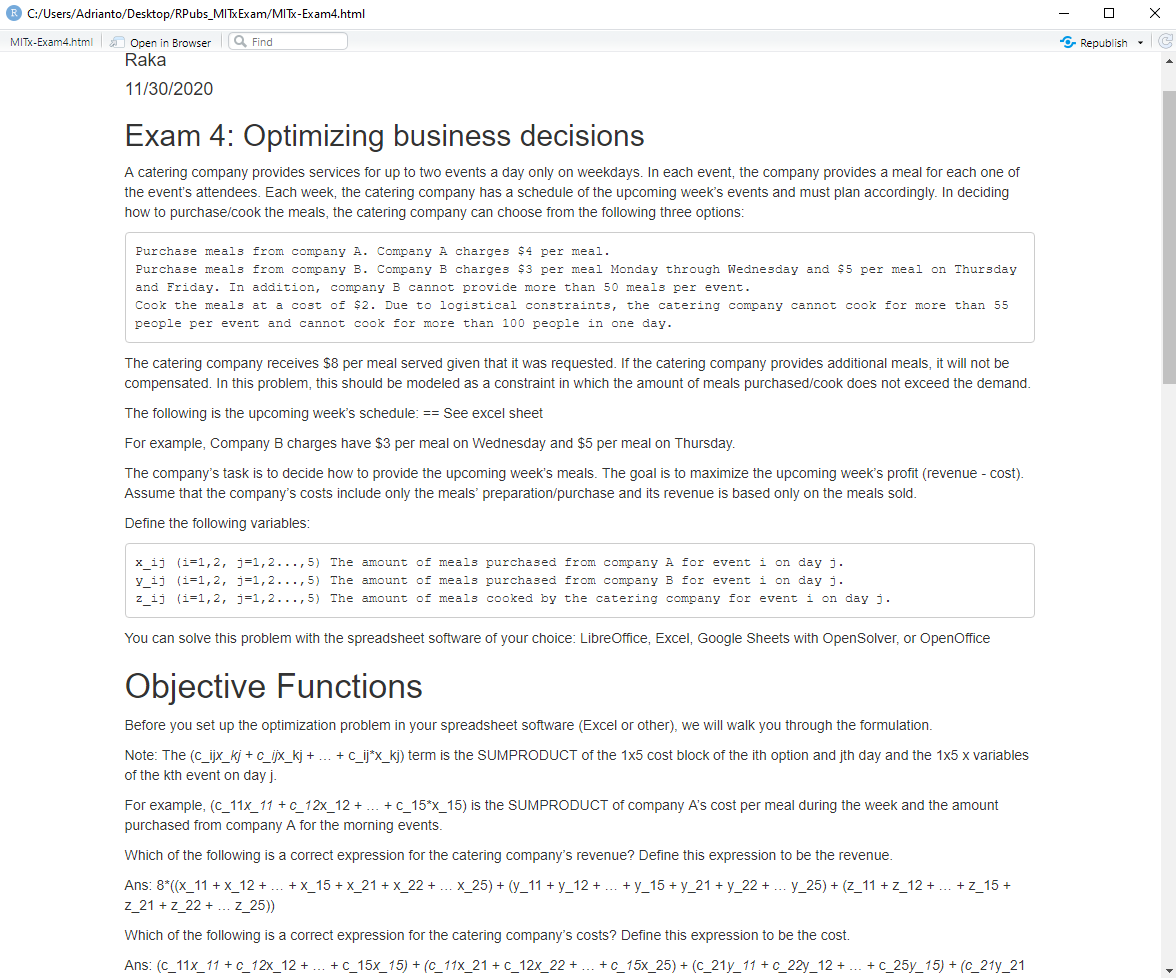 C:/Users/Adrianto/Desktop/RPubs_MITxExam/MITx-Exam4.html
MITx-Exam4.html Open in Browser Find Republish
Raka
11/30/2020
Exam 4: Optimizing business decisions
A catering company provides services for up to two events a day only on weekdays. In each event, the company provides a meal for each one of
the event's attendees. Each week, the catering company has a schedule of the upcoming week's events and must plan accordingly. In deciding
how to purchase/cook the meals, the catering company can choose from the following three options:
Purchase meals from company A. Company A charges $4 per meal.
Purchase meals from company B. Company B charges $3 per meal Monday through Wednesday and $5 per meal on Thursday
and Friday. In addition, company B cannot provide more than 50 meals per event.
Cook the meals at a cost of $2. Due to logistical constraints, the catering company cannot cook for more than 55
people per event and cannot cook for more than 100 people in one day.
The catering company receives $8 per meal served given that it was requested. If the catering company provides additional meals, it will not be
compensated. In this problem, this should be modeled as a constraint in which the amount of meals purchased/cook does not exceed the demand.
The following is the upcoming week's schedule: == See excel sheet
For example, Company B charges have $3 per meal on Wednesday and $5 per meal on Thursday.
The company's task is to decide how to provide the upcoming week's meals. The goal is to maximize the upcoming week's profit (revenue - cost).
Assume that the company's costs include only the meals' preparation/purchase and its revenue is based only on the meals sold.
Define the following variables:
x_ij (i=1,2, j=1,2...,5) The amount of meals purchased from company A for event i on day j.
y_ij (i=1,2, j=1,2...,5) The amount of meals purchased from company B for event i on day j.
z_ij (i=1,2, j=1,2...,5) The amount of meals cooked by the catering company for event i on day j.
You can solve this problem with the spreadsheet software of your choice: LibreOffice, Excel, Google Sheets with OpenSolver, or OpenOffice
Objective Functions
Before you set up the optimization problem in your spreadsheet software (Excel or other), we will walk you through the formulation.
Note: The (c_ijx_kj + c_ijx_kj + … + c_ij*x_kj) term is the SUMPRODUCT of the 1x5 cost block of the ith option and jth day and the 1x5 x variables
of the kth event on day j.
For example, (c_11x_11 + c_12x_12 + … + c_15*x_15) is the SUMPRODUCT of company A's cost per meal during the week and the amount
purchased from company A for the morning events.
Which of the following is a correct expression for the catering company's revenue? Define this expression to be the revenue.
Ans: 8*((x_11 + x_12 + … + x_15 + x_21 + x_22 + … x_25) + (y_11 + y_12 + … + y_15 + y_21 + y_22 + … y_25) + (z_11 + z_12 + … + z_15 +
z_21 + z_22 + … z_25))
Which of the following is a correct expression for the catering company's costs? Define this expression to be the cost.
Ans: (c_11x_11 + c_12x_12 + … + c_15x_15) + (c_11x_21 + c_12x_22 + … + c_15x_25) + (c_21y_11 + c_22y_12 + … + c_25y_15) + (c_21y_21